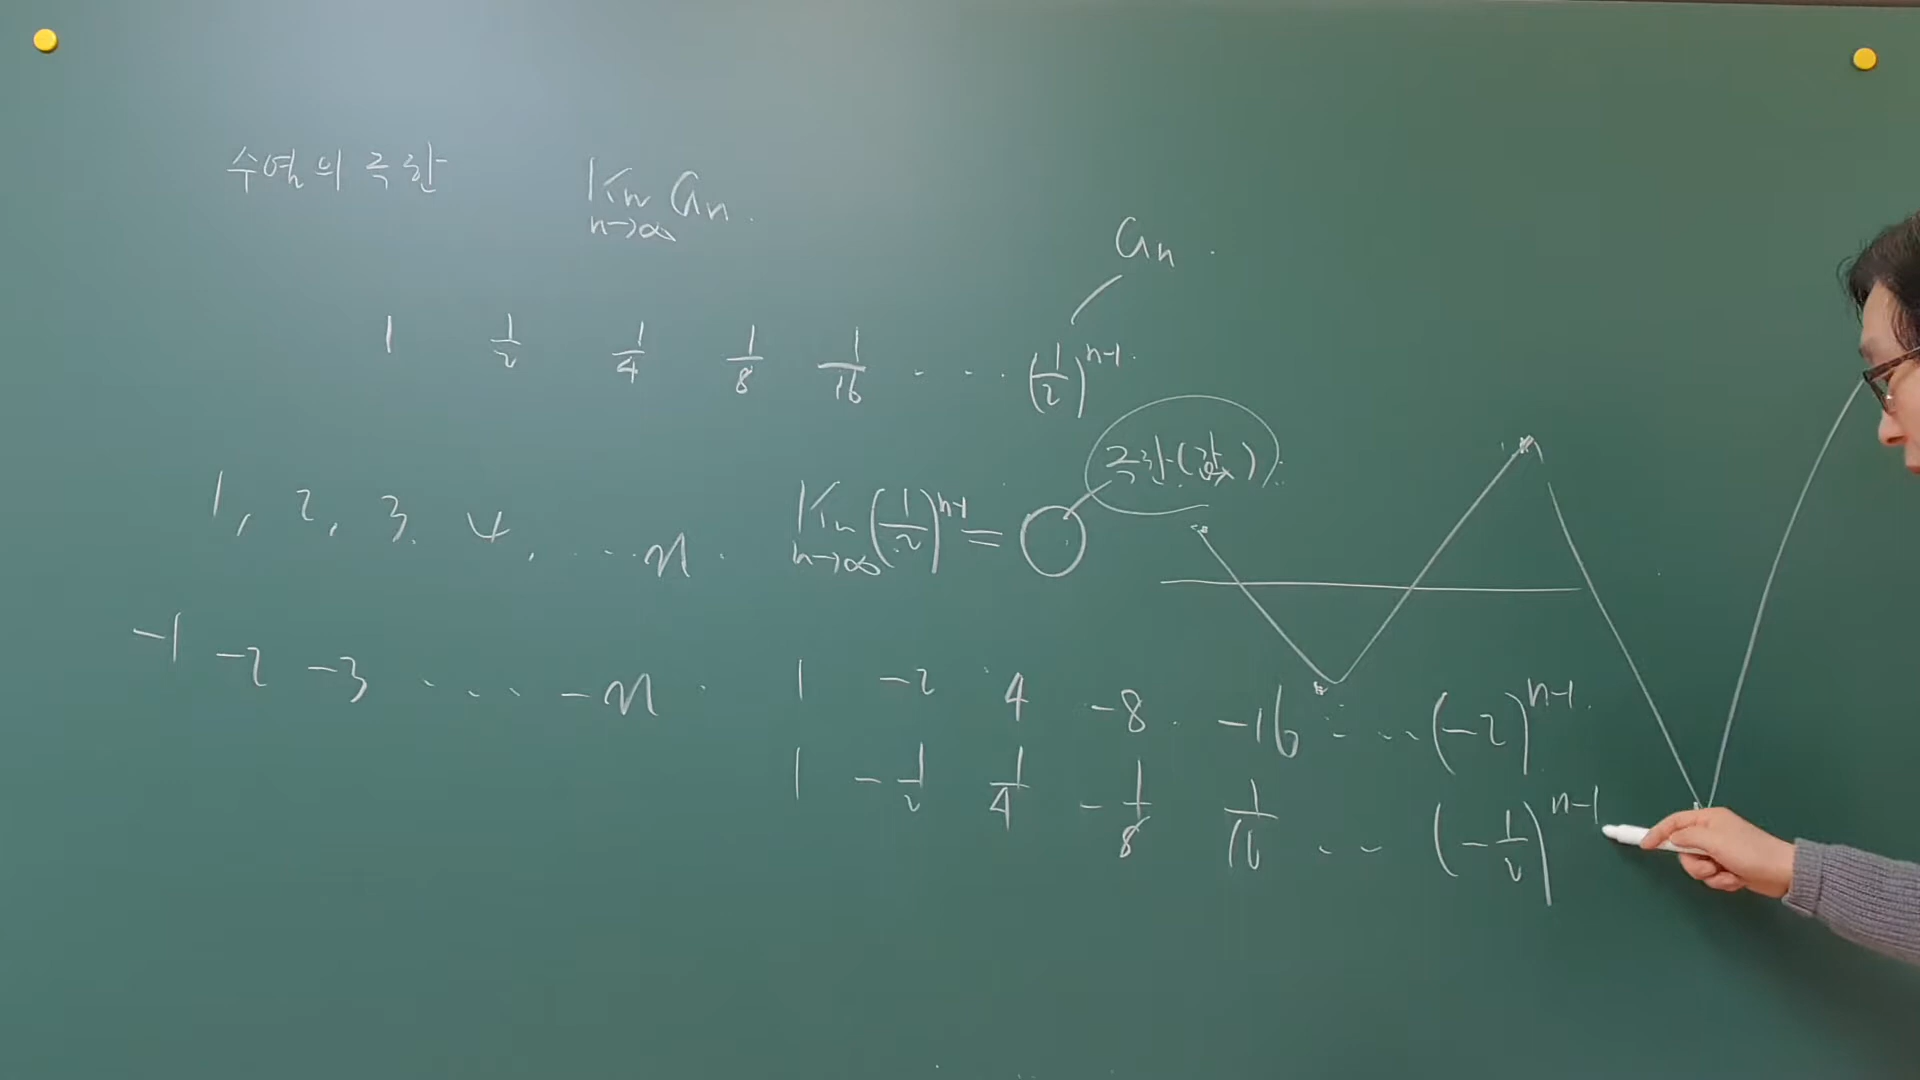 수열의 극한 lim n→∞ aₙ.
aₙ.
1 1/2 1/4 1/8 1/16 ... (1/2)ⁿ⁻¹.
극한(값)
1, 2, 3, 4, ... n. lim n→∞ (1/2)ⁿ⁻¹ = 0
-1 -2 -3 .... -n. 1 -2 4 -8 -16 .... (-2)ⁿ⁻¹.
1 -1/2 1/4 -1/8 1/16 .. (-1/2)ⁿ⁻¹